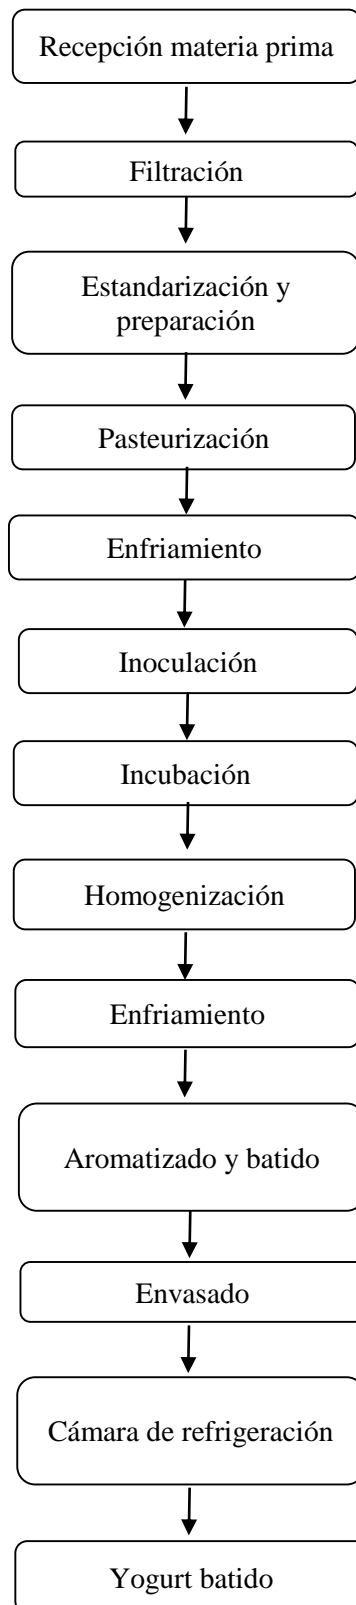 Recepción materia prima
Filtración
Estandarización y
preparación
Pasteurización
Enfriamiento
Inoculación
Incubación
Homogenización
Enfriamiento
Aromatizado y batido
Envasado
Cámara de refrigeración
Yogurt batido